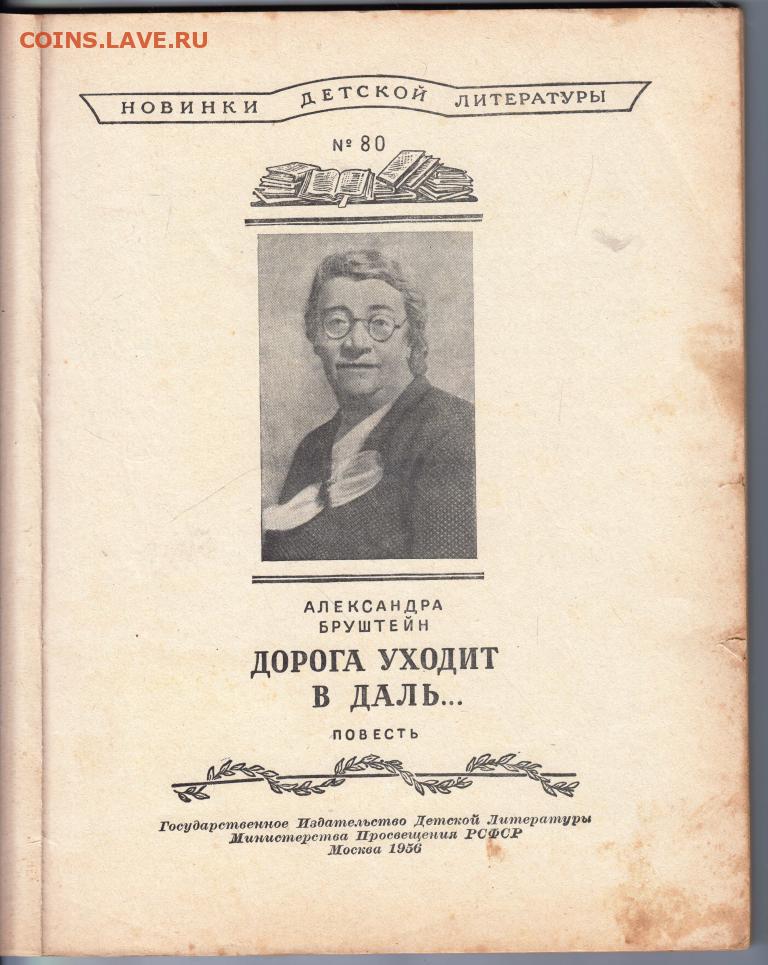 COINS.LAVE.RU
НОВИНКИ ДЕТСКОЙ ЛИТЕРАТУРЫ
№ 80
АЛЕКСАНДРА
БРУШТЕЙН
ДОРОГА УХОДИТ
В ДАЛЬ...
ПОВЕСТЬ
Государственное Издательство Детской Литературы
Министерства Просвещения РСФСР
Москва 1956